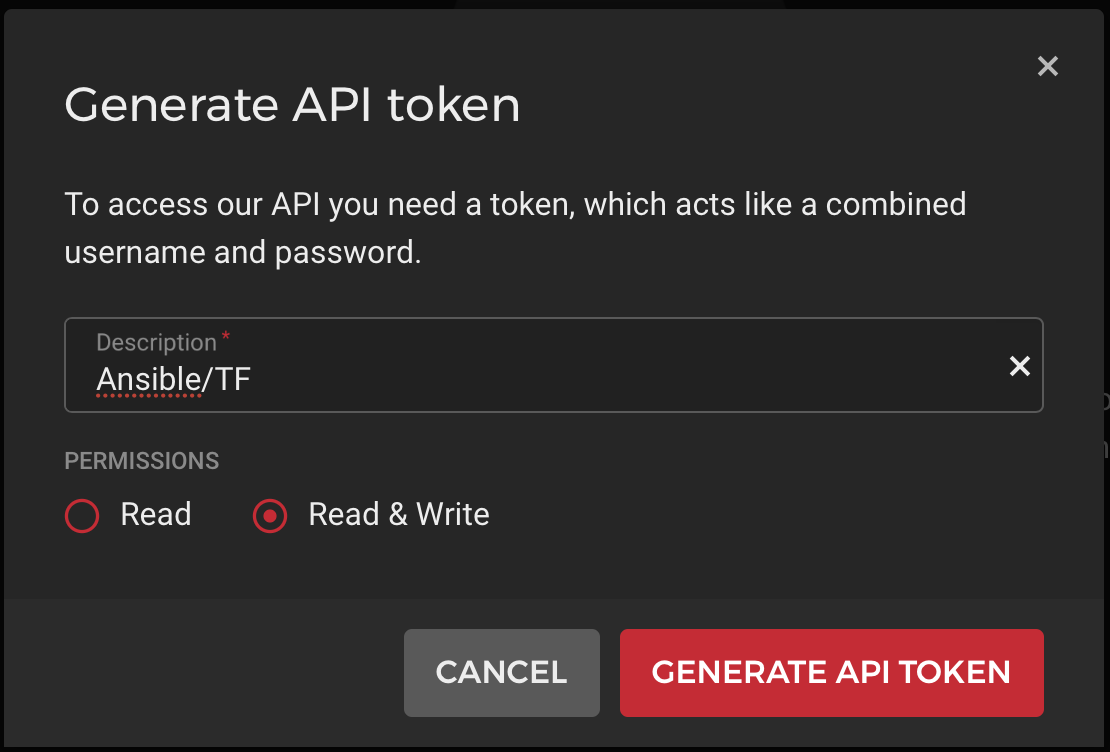 Generate API token
To access our API you need a token, which acts like a combined
username and password.
Description *
Ansible/TF
PERMISSIONS
Read
Read & Write
CANCEL
GENERATE API TOKEN